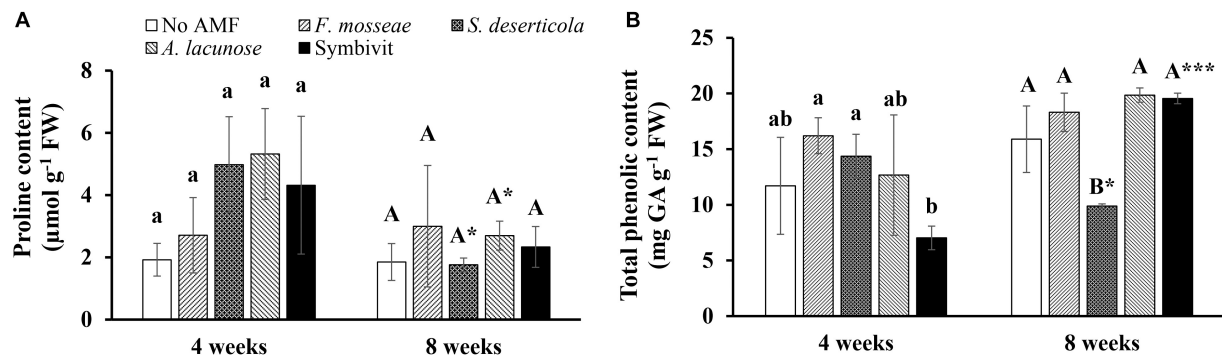 A
No AMF
F. mosseae
S. deserticola
A. lacunose
Symbivit
Proline content
(µmol g-1 FW)
10
8
6
4
2
0
a
a
a
a
a
A
A
A*
A*
A
4 weeks
8 weeks
B
Total phenolic content
(mg GA g-1 FW)
25
20
15
10
5
0
ab
a
a
ab
b
A
A
B*
A
A***
4 weeks
8 weeks